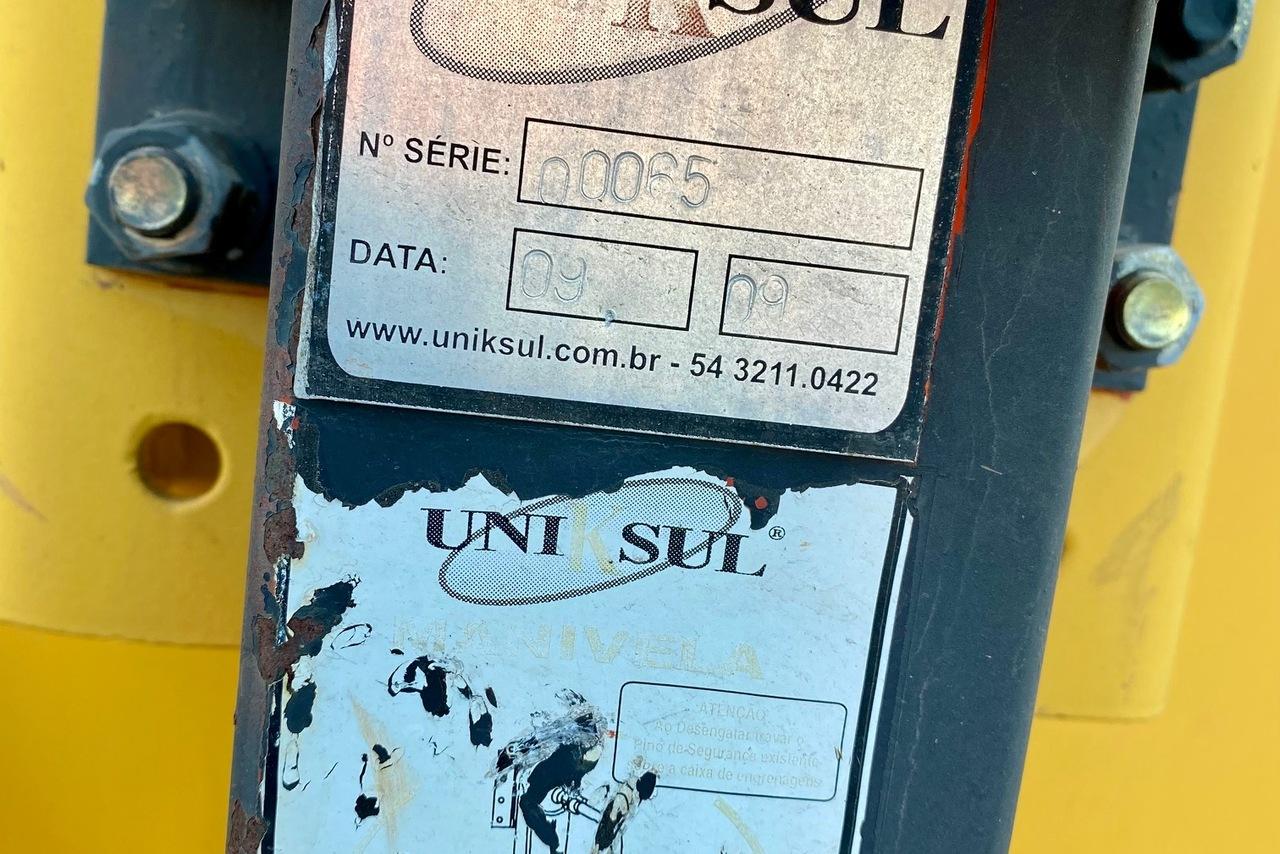 UNIKSUL
Nº SÉRIE: 00065
DATA: 09 09
www.uniksul.com.br - 54 3211.0422
UNIKSUL®
MANIVELA
ATENÇÃO
Ao Desengatar travar o
Pino de Segurança existente
sobre a caixa de engrenagens